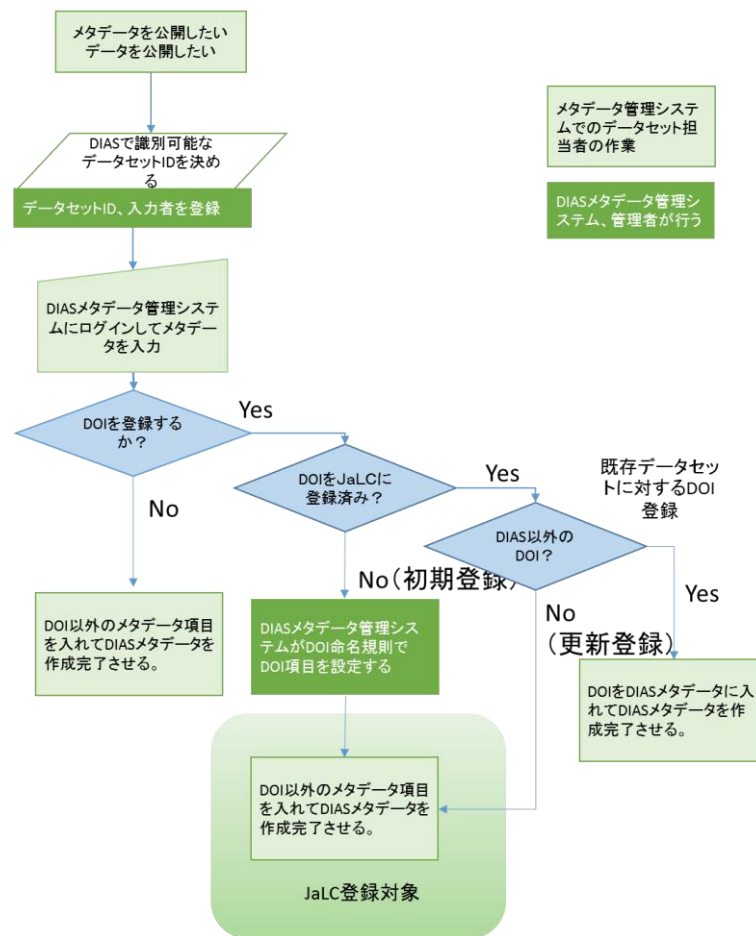 メタデータを公開したい
データを公開したい
DIASで識別可能な
データセットIDを決め
る
データセットID、入力者を登録
メタデータ管理システ
ムでのデータセット担
当者の作業
DIASメタデータ管理シ
ステム、管理者が行う
DIASメタデータ管理システ
ムにログインしてメタデー
タを入力
DOIを登録する
か？
Yes
No
DOIをJaLCに
登録済み？
Yes
No(初期登録)
既存データセッ
トに対するDOI
登録
DIAS以外の
DOI？
Yes
No
(更新登録)
DOI以外のメタデータ項目
を入れてDIASメタデータを
作成完了させる。
DIASメタデータ管理シス
テムがDOI命名規則で
DOI項目を設定する
DOIをDIASメタデータに入
れてDIASメタデータを作
成完了させる。
DOI以外のメタデータ項目
を入れてDIASメタデータを
作成完了させる。
JaLC登録対象